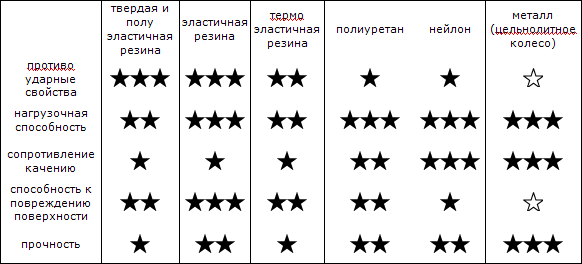 твердая и
полу
эластичная
резина
эластичная
резина
термо
эластичная
резина
полиуретан
нейлон
металл
(цельнолитное
колесо)
противо
ударные
свойства
★★★
★★★
★★
★
★
☆
нагрузочная
способность
★★
★★★
★★
★★★
★★★
★★★
сопротивление
качению
★
★
★
★★
★★★
★★★
способность к
повреждению
поверхности
★★
★★★
★★
★★
★
☆
прочность
★
★★
★
★★
★★
★★★